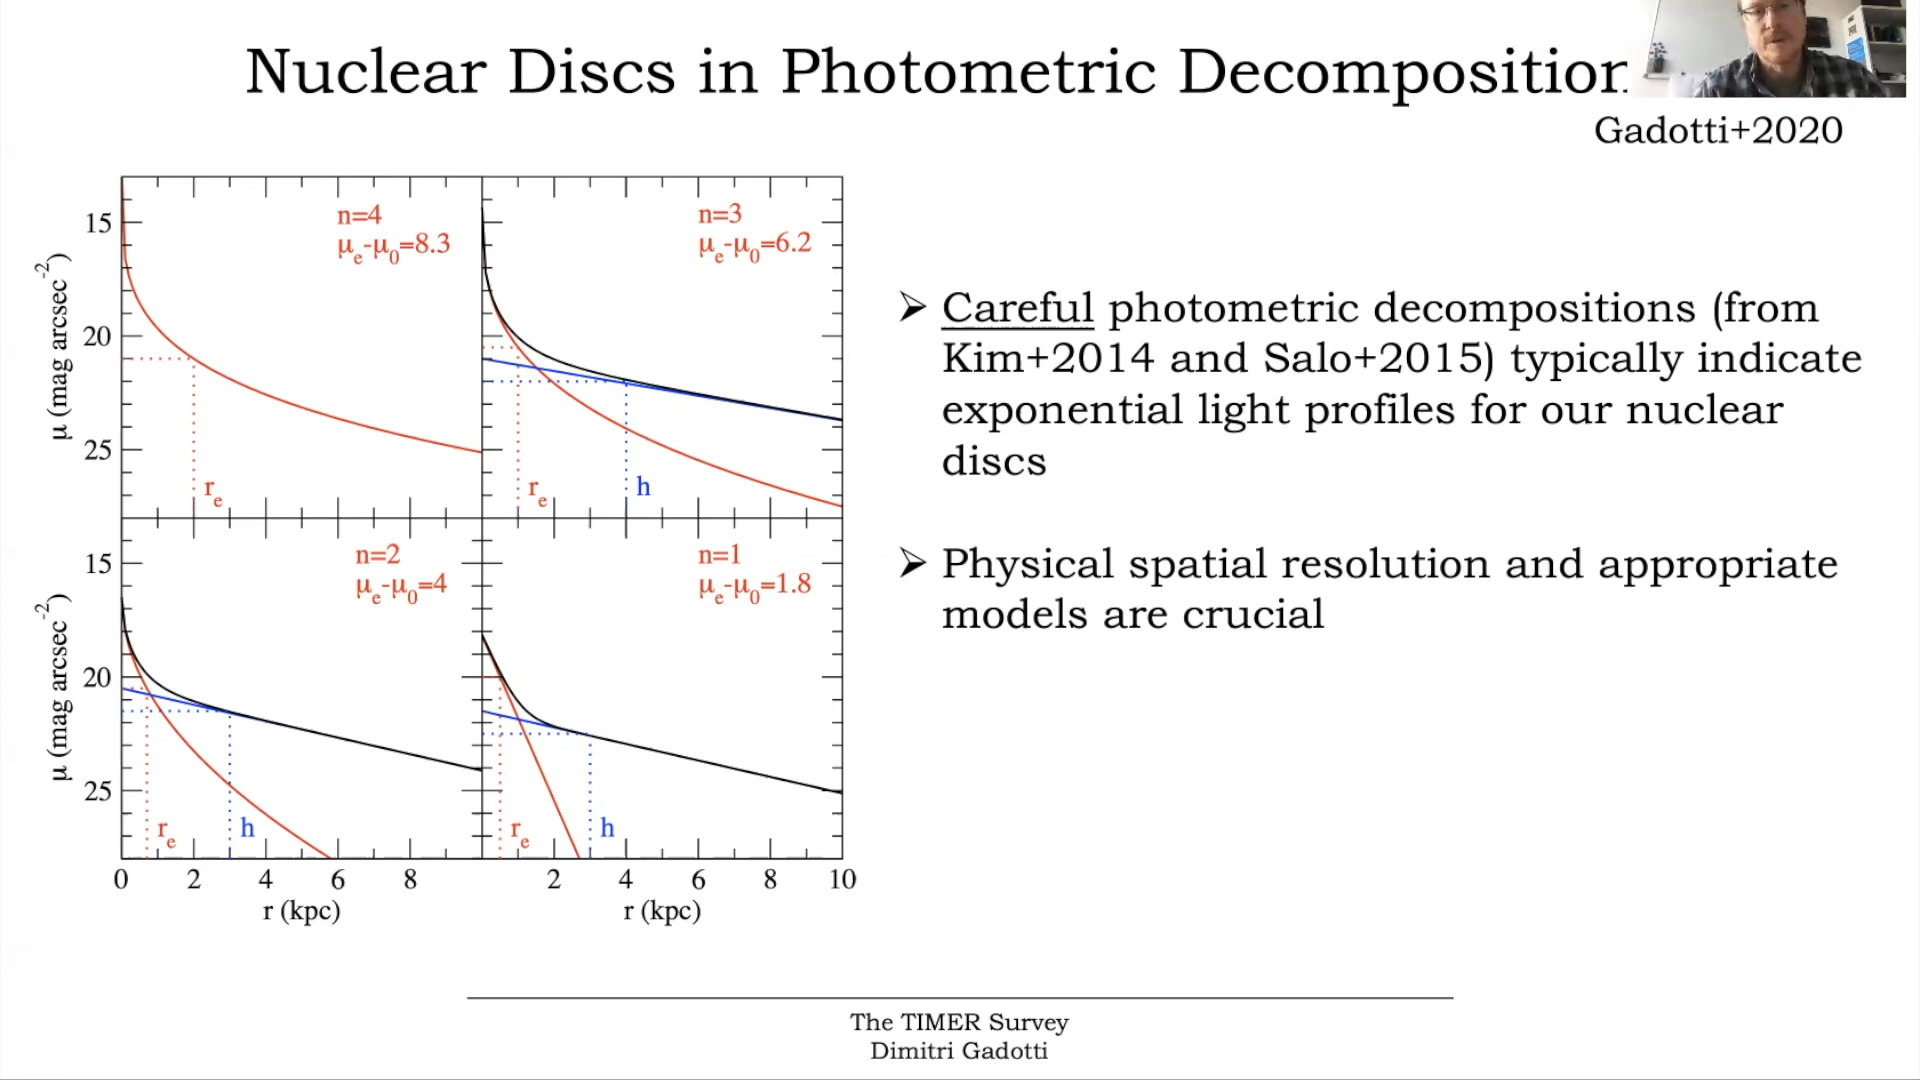 Nuclear Discs in Photometric Decomposition
Gadotti+2020
n=4
μe-μ0=8.3
n=3
μe-μ0=6.2
15
20
25
μ (mag arcsec-2)
re
re
h
n=2
μe-μ0=4
n=1
μe-μ0=1.8
15
20
25
μ (mag arcsec-2)
re
h
re
h
0 2 4 6 8
2 4 6 8 10
r (kpc)
r (kpc)
➢ Careful photometric decompositions (from
Kim+2014 and Salo+2015) typically indicate
exponential light profiles for our nuclear
discs
➢ Physical spatial resolution and appropriate
models are crucial
The TIMER Survey
Dimitri Gadotti